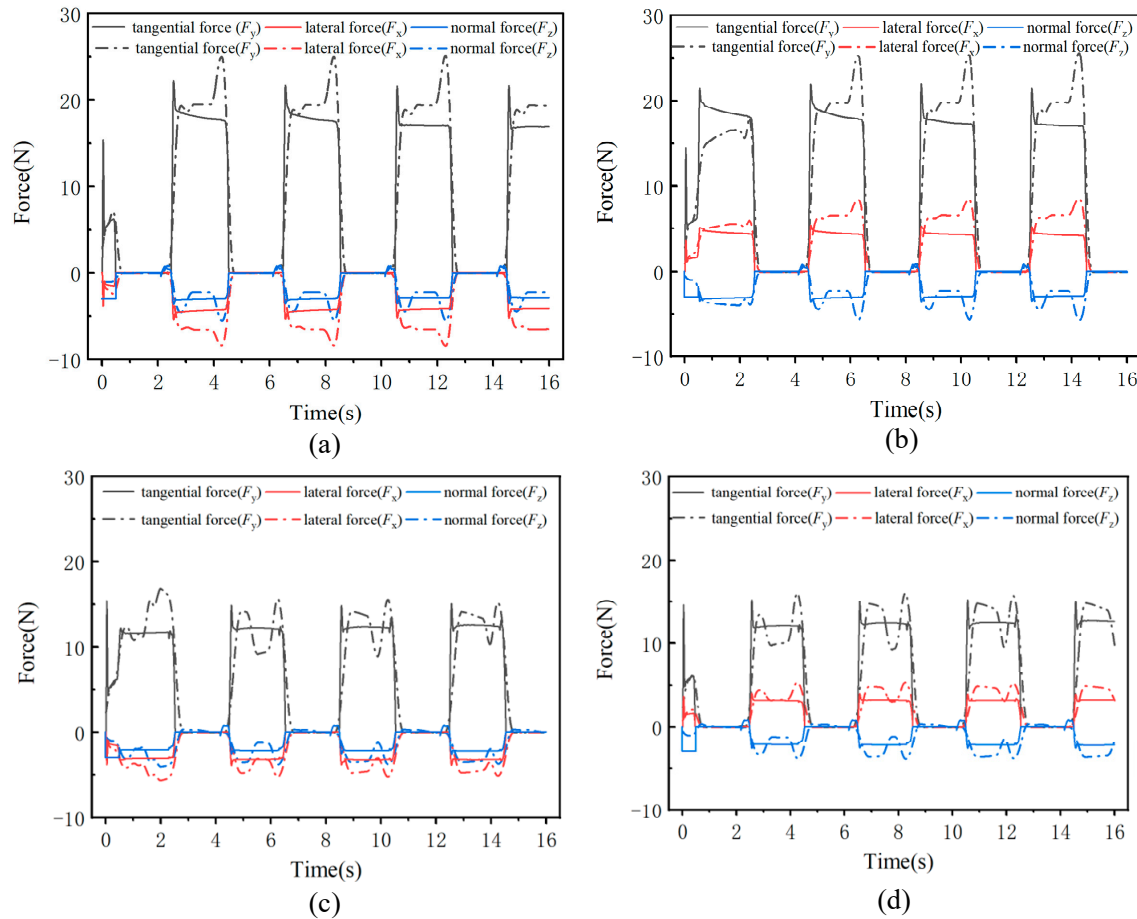 tangential force (Fy) lateral force(Fx) normal force(Fz)
tangential force(Fy) lateral force(Fx) normal force(Fz)
30
20
10
0
−10
Force(N)
0 2 4 6 8 10 12 14 16
Time(s)
(a)
tangential force(Fy) lateral force(Fx) normal force(Fz)
tangential force(Fy) lateral force(Fx) normal force(Fz)
30
20
10
0
−10
Force(N)
0 2 4 6 8 10 12 14 16
Time(s)
(b)
tangential force(Fy) lateral force(Fx) normal force(Fz)
tangential force(Fy) lateral force(Fx) normal force(Fz)
30
20
10
0
−10
Force(N)
0 2 4 6 8 10 12 14 16
Time(s)
(c)
tangential force(Fy) lateral force(Fx) normal force(Fz)
tangential force(Fy) lateral force(Fx) normal force(Fz)
30
20
10
0
−10
Force(N)
0 2 4 6 8 10 12 14 16
Time(s)
(d)